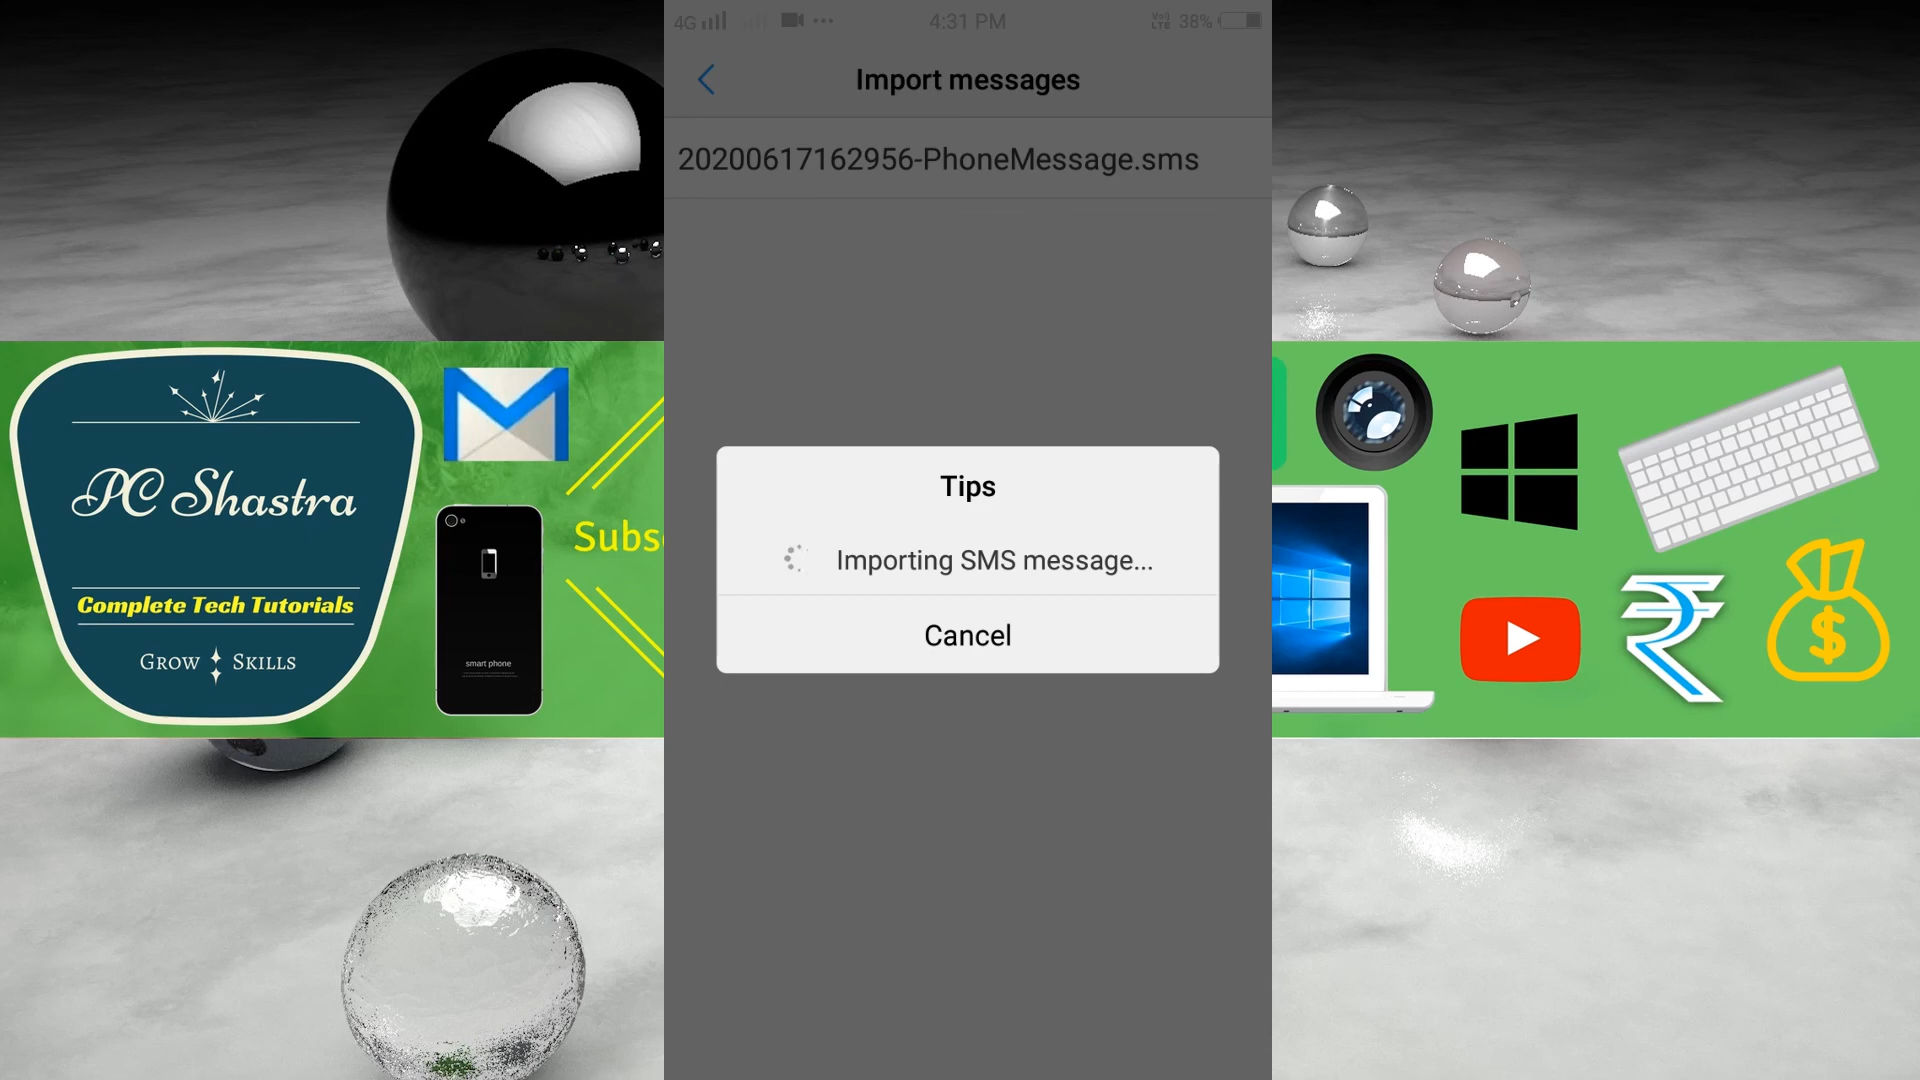 4G 4:31 PM VoLTE 38%
Import messages
20200617162956-PhoneMessage.sms
Tips
Importing SMS message...
Cancel
PC Shastra
Complete Tech Tutorials
GROW SKILLS
smart phone
Subs